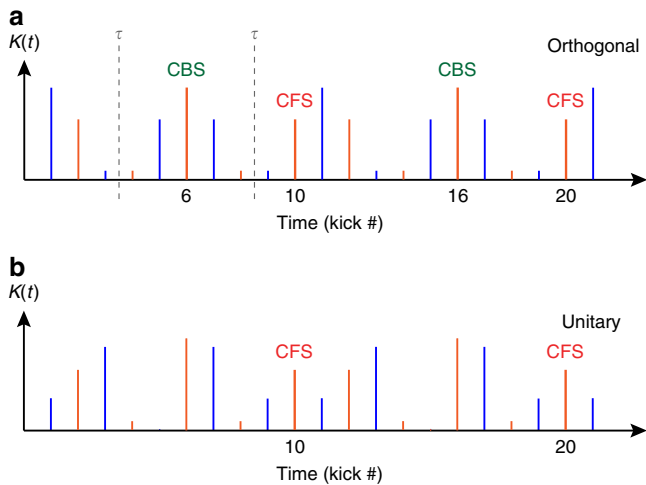 a
K(t)
τ
τ
Orthogonal
CBS
CBS
CFS
CFS
6
10
16
20
Time (kick #)
b
K(t)
Unitary
CFS
CFS
10
20
Time (kick #)